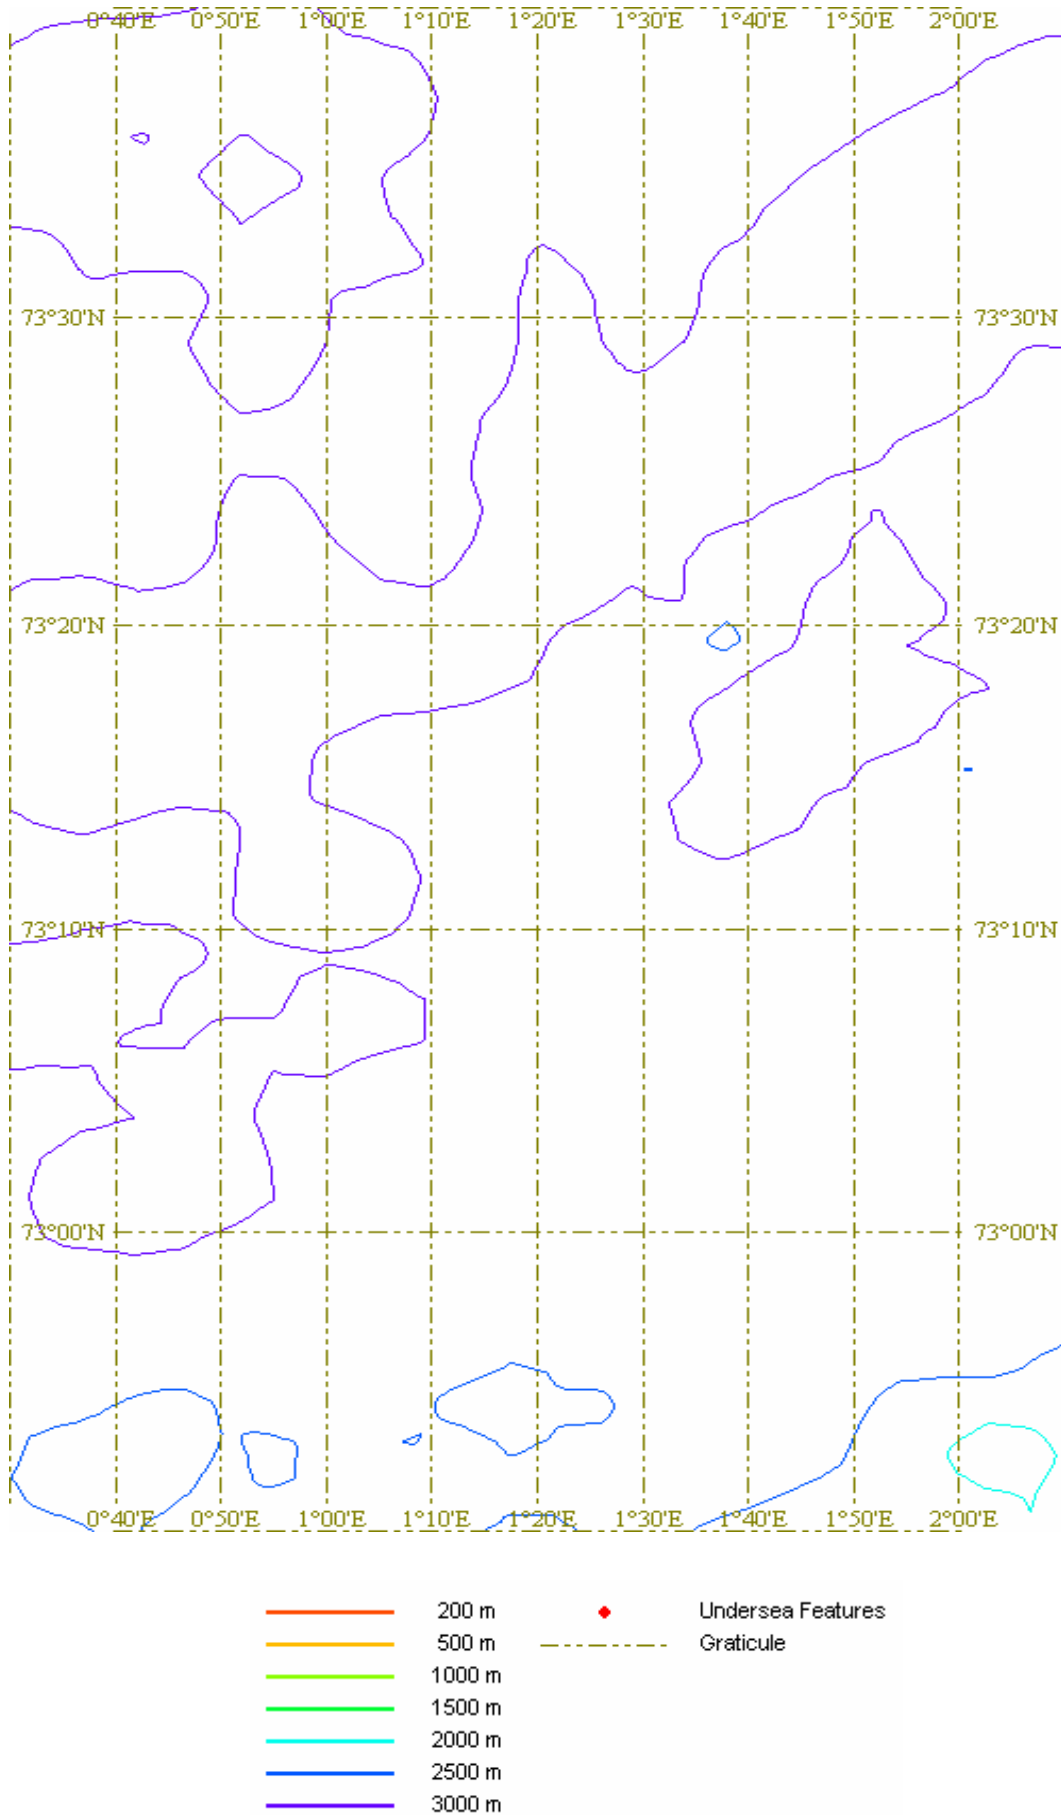 0°40'E 0°50'E 1°00'E 1°10'E 1°20'E 1°30'E 1°40'E 1°50'E 2°00'E
73°30'N 73°30'N
73°20'N 73°20'N
73°10'N 73°10'N
73°00'N 73°00'N
0°40'E 0°50'E 1°00'E 1°10'E 1°20'E 1°30'E 1°40'E 1°50'E 2°00'E
200 m Undersea Features
500 m Graticule
1000 m
1500 m
2000 m
2500 m
3000 m